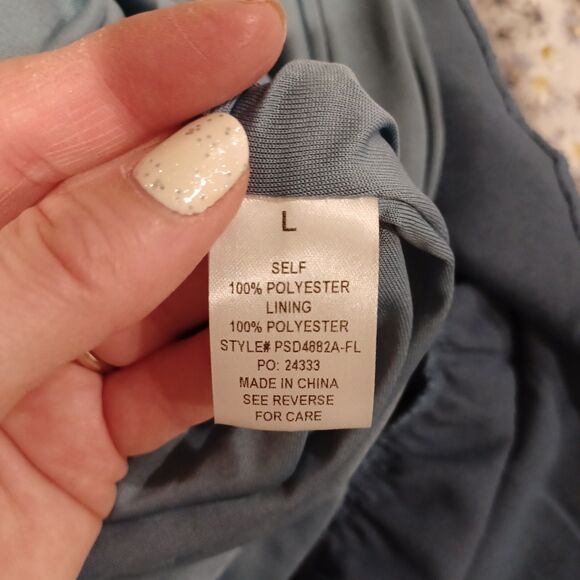 L
SELF
100% POLYESTER
LINING
100% POLYESTER
STYLE# PSD4882A-FL
PO: 24333
MADE IN CHINA
SEE REVERSE
FOR CARE